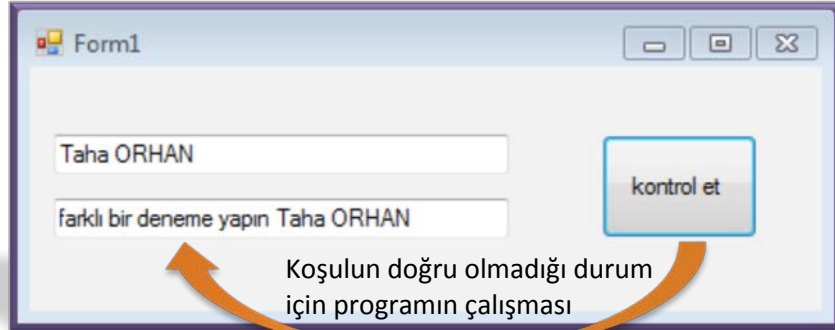 Form1
Taha ORHAN
kontrol et
farklı bir deneme yapın Taha ORHAN
Koşulun doğru olmadığı durum
için programın çalışması